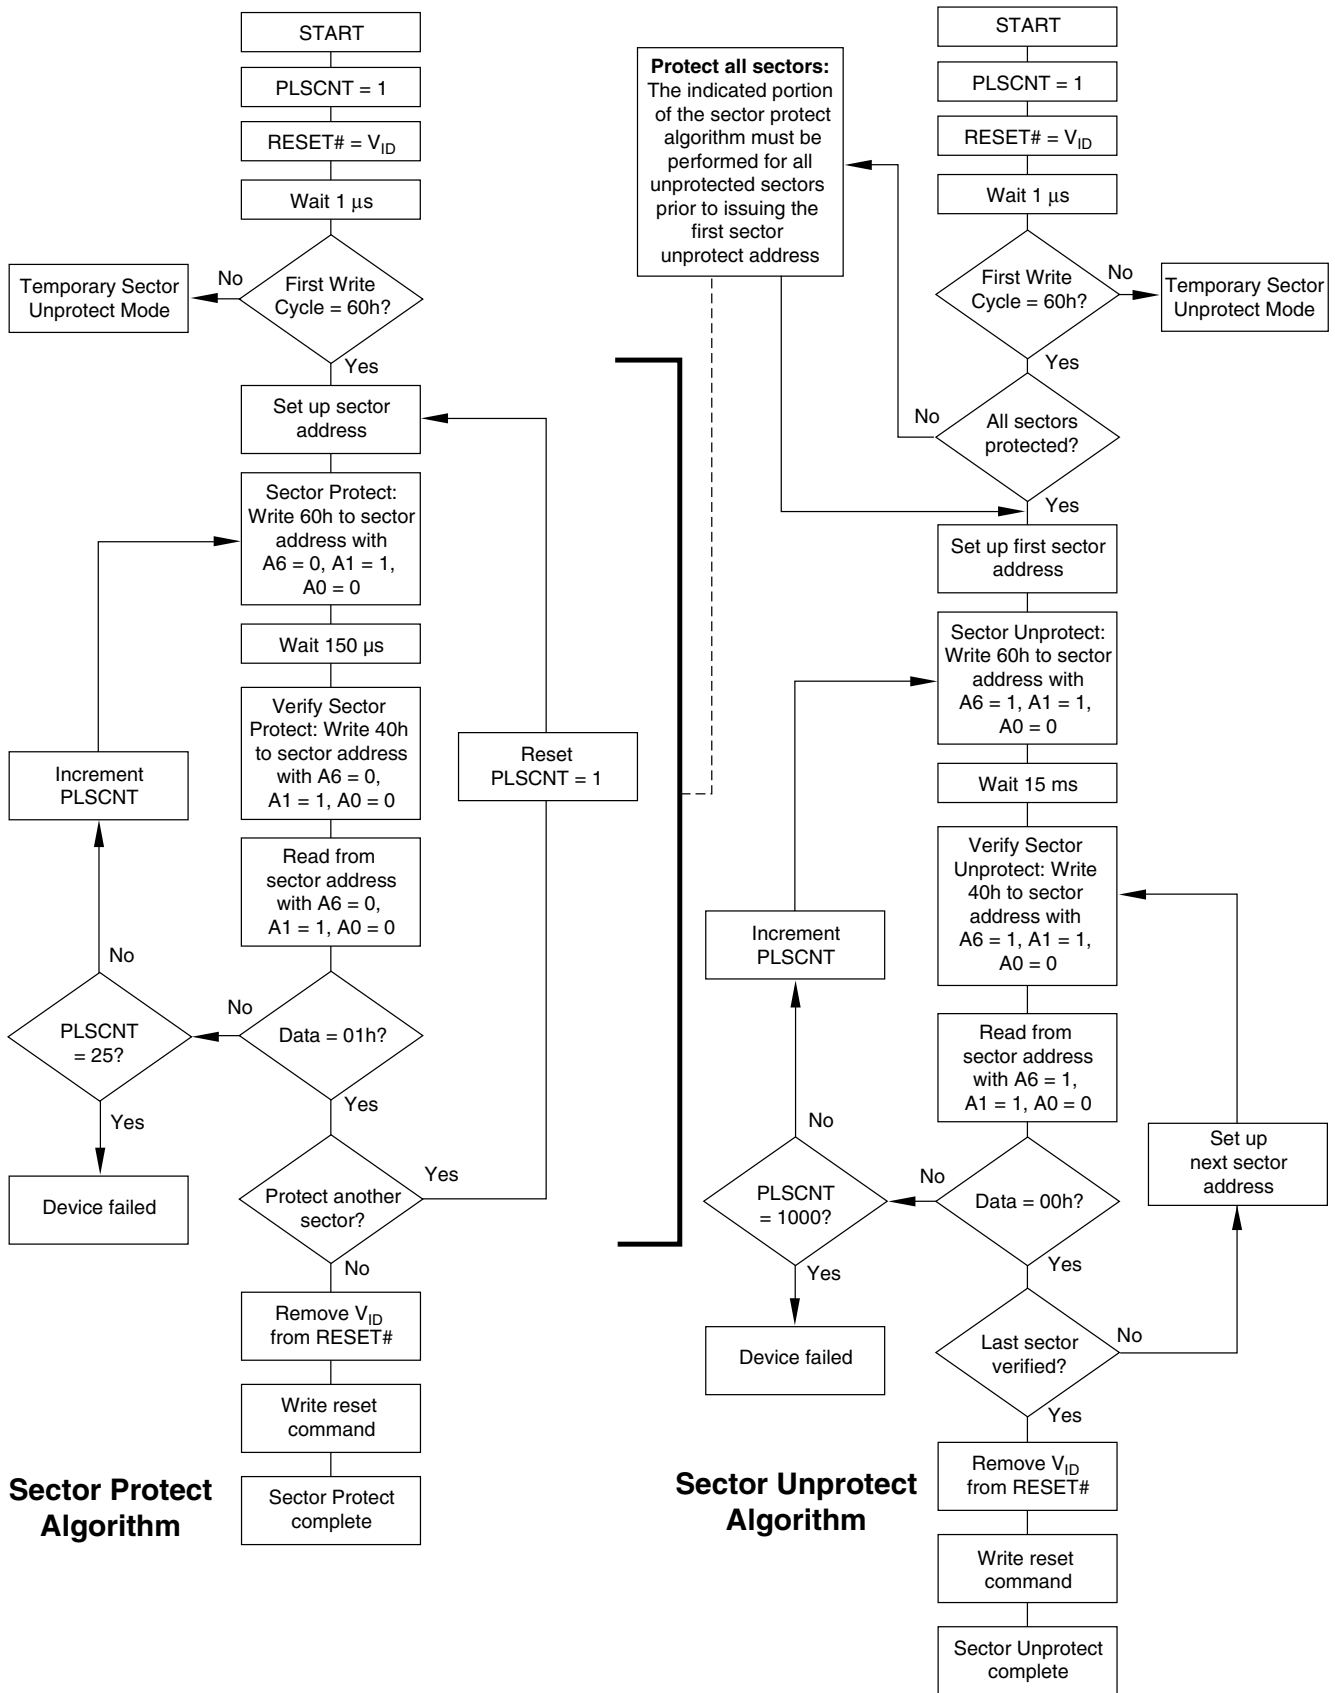 START
PLSCNT = 1
RESET# = VID
Wait 1 μs
First Write
Cycle = 60h?
No
Temporary Sector
Unprotect Mode
Yes
Set up sector
address
Sector Protect:
Write 60h to sector
address with
A6 = 0, A1 = 1,
A0 = 0
Wait 150 µs
Verify Sector
Protect: Write 40h
to sector address
with A6 = 0,
A1 = 1, A0 = 0
Reset
PLSCNT = 1
Increment
PLSCNT
Read from
sector address
with A6 = 0,
A1 = 1, A0 = 0
No
PLSCNT
= 25?
No
Data = 01h?
Yes
Yes
Device failed
Protect another
sector?
Yes
No
Remove VID
from RESET#
Write reset
command
Sector Protect
complete
Sector Protect
Algorithm
Protect all sectors:
The indicated portion
of the sector protect
algorithm must be
performed for all
unprotected sectors
prior to issuing the
first sector
unprotect address
START
PLSCNT = 1
RESET# = VID
Wait 1 μs
First Write
Cycle = 60h?
No
Temporary Sector
Unprotect Mode
Yes
No
All sectors
protected?
Yes
Set up first sector
address
Sector Unprotect:
Write 60h to sector
address with
A6 = 1, A1 = 1,
A0 = 0
Wait 15 ms
Verify Sector
Unprotect: Write
40h to sector
address with
A6 = 1, A1 = 1,
A0 = 0
Increment
PLSCNT
Read from
sector address
with A6 = 1,
A1 = 1, A0 = 0
No
PLSCNT
= 1000?
No
Data = 00h?
Set up
next sector
address
Yes
Yes
Device failed
Last sector
verified?
No
Yes
Remove VID
from RESET#
Write reset
command
Sector Unprotect
complete
Sector Unprotect
Algorithm